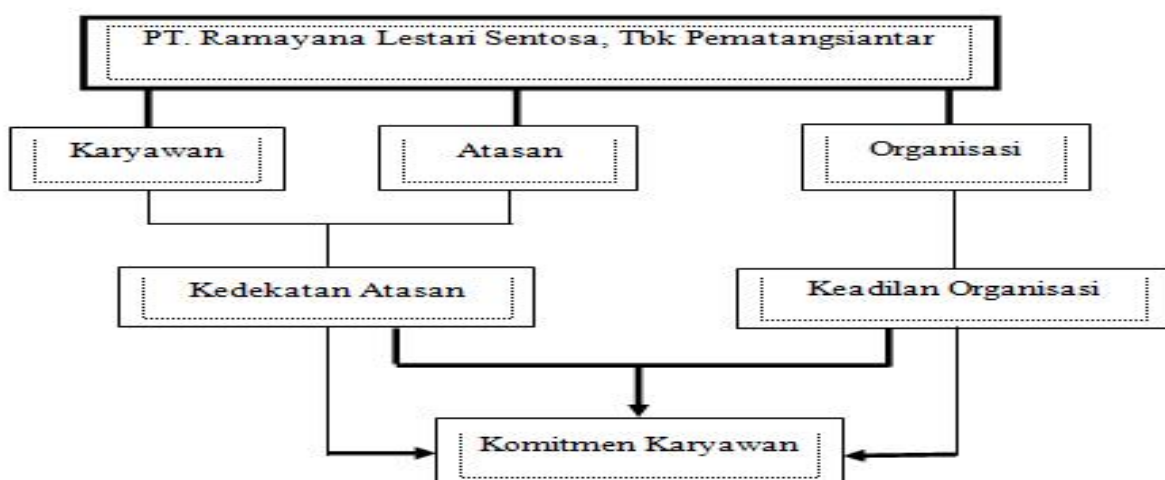 PT. Ramayana Lestari Sentosa, Tbk Pematangsiantar
Karyawan
Atasan
Organisasi
Kedekatan Atasan
Keadilan Organisasi
Komitmen Karyawan